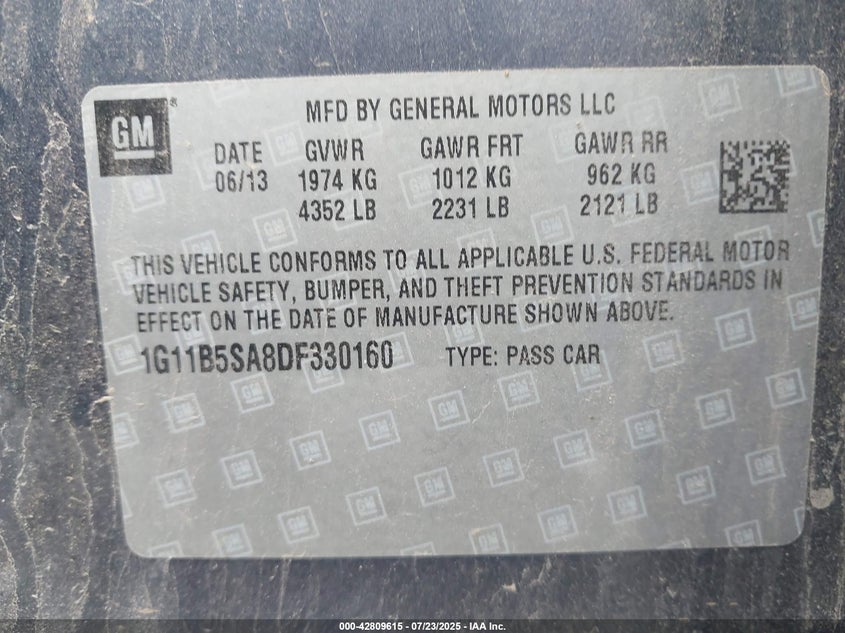 GM
MFD BY GENERAL MOTORS LLC
DATE GVWR GAWR FRT GAWR RR
06/13 1974 KG 1012 KG 962 KG
4352 LB 2231 LB 2121 LB
THIS VEHICLE CONFORMS TO ALL APPLICABLE U.S. FEDERAL MOTOR
VEHICLE SAFETY, BUMPER, AND THEFT PREVENTION STANDARDS IN
EFFECT ON THE DATE OF MANUFACTURE SHOWN ABOVE.
1G11B5SA8DF330160 TYPE: PASS CAR
000-42809615 - 07/23/2025 - IAA Inc.